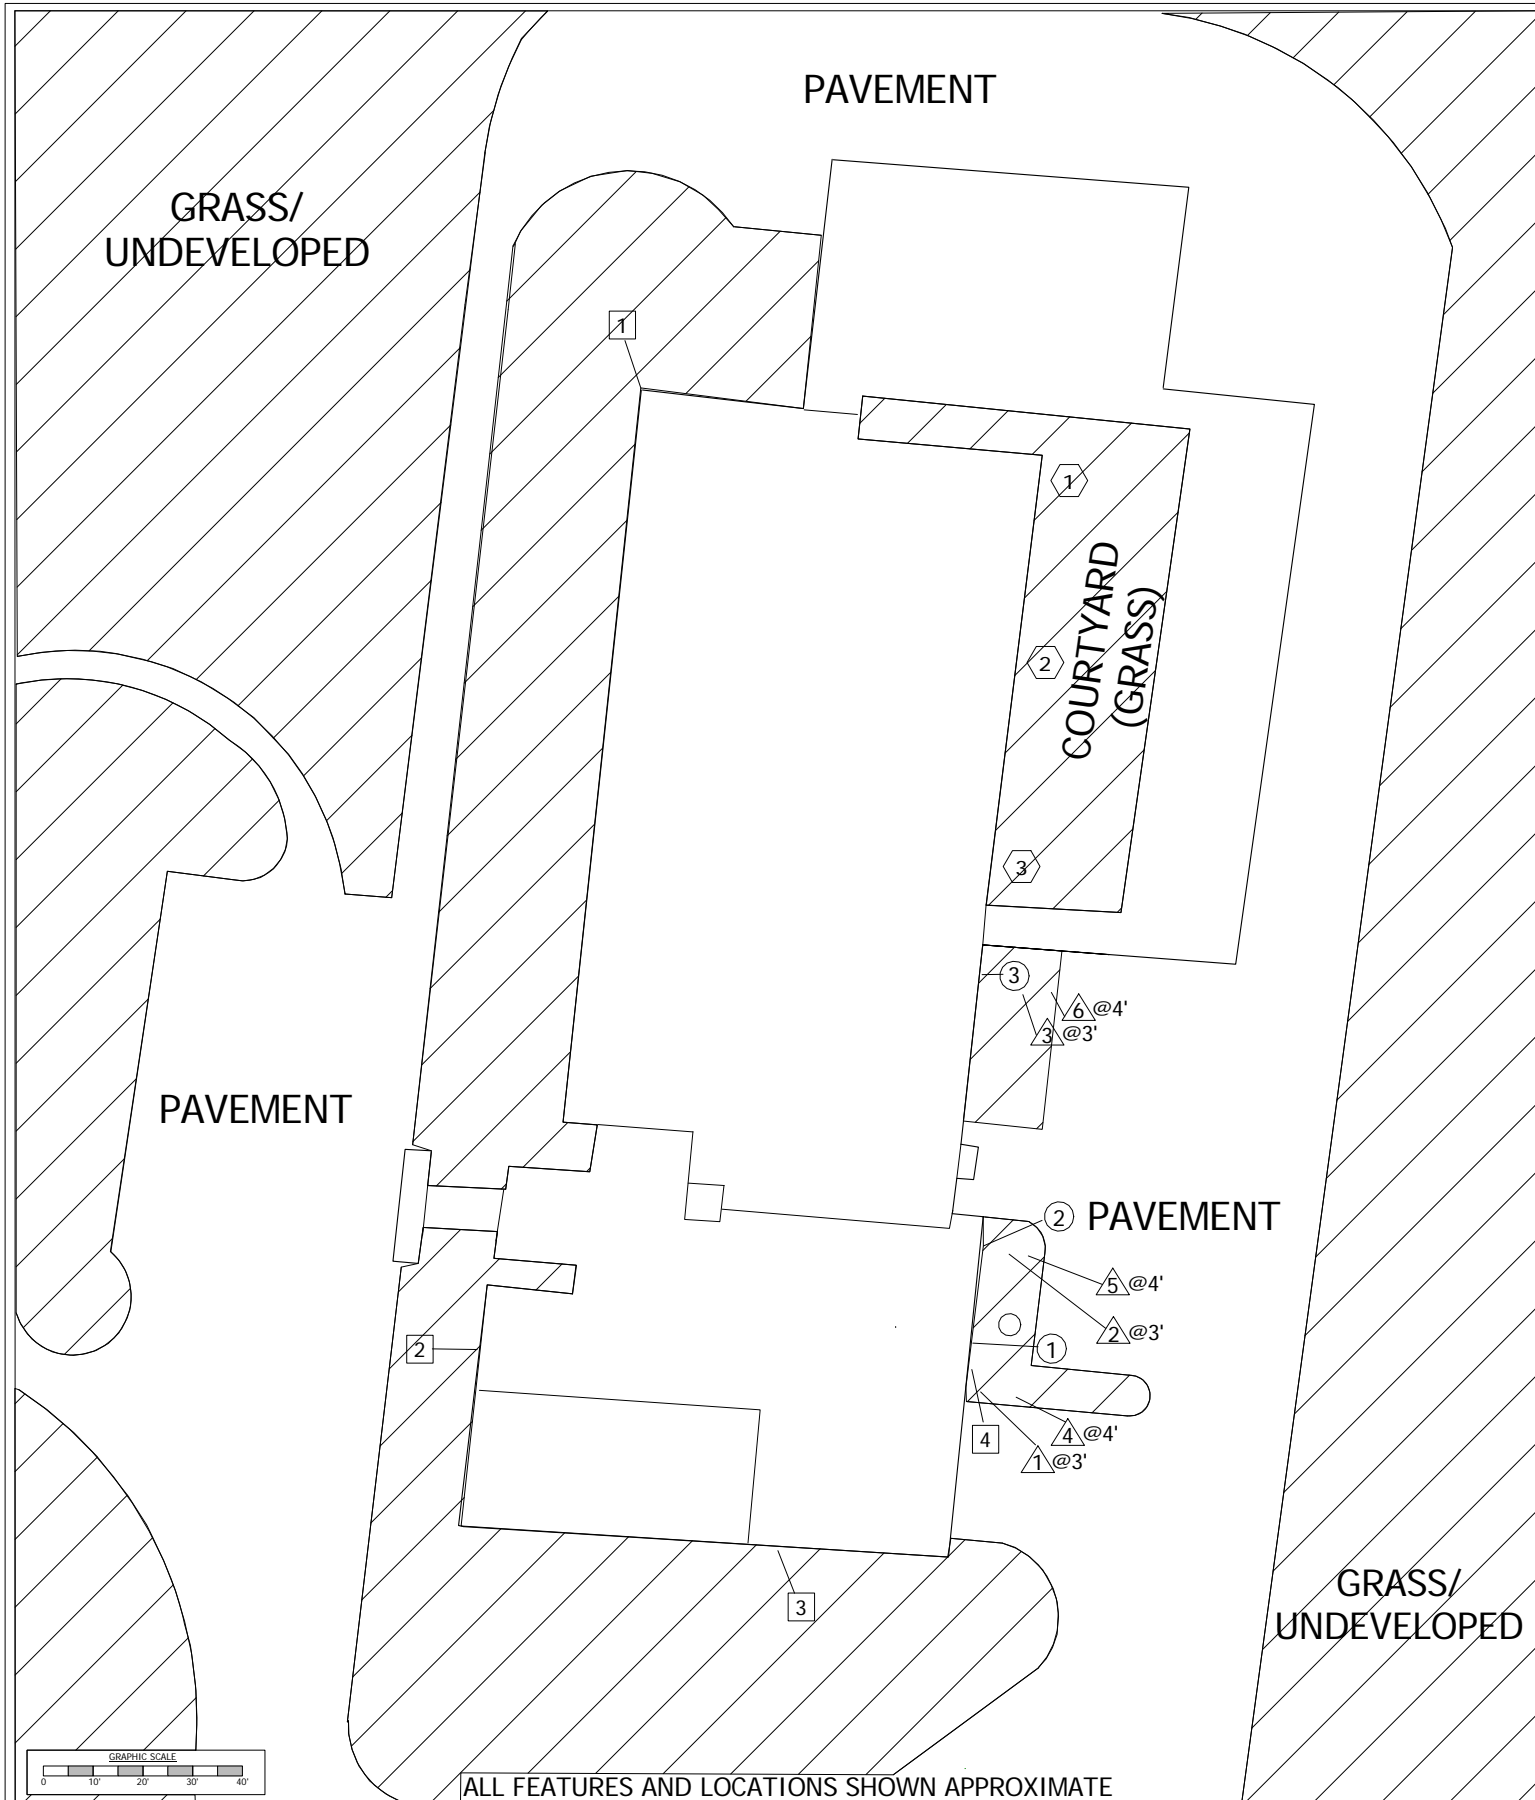 PAVEMENT
GRASS/
UNDEVELOPED
1
1
COURTYARD
(GRASS)
2
3
3
6 @4'
3 @3'
PAVEMENT
2
PAVEMENT
5 @4'
2 @3'
1
2
4
4 @4'
1 @3'
3
GRASS/
UNDEVELOPED
GRAPHIC SCALE
0 10' 20' 30' 40'
ALL FEATURES AND LOCATIONS SHOWN APPROXIMATE